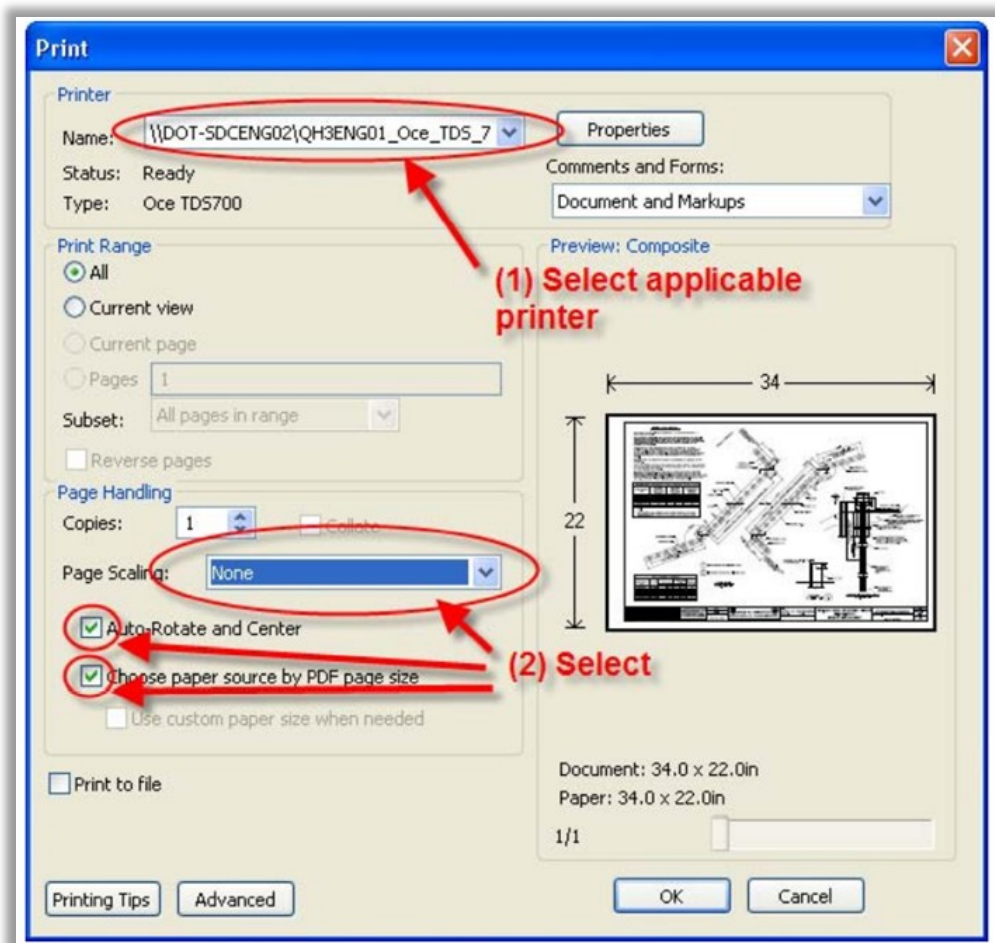 Print
Printer
Name: \\DOT-SDCENG02\QH3ENG01_Oce_TDS_7 Properties
Status: Ready Comments and Forms:
Type: Oce TDS700 Document and Markups
Print Range Preview: Composite
All
(1) Select applicable
printer
Current view
Current page
Pages 1
34
Subset: All pages in range
Reverse pages
Page Handling
Copies: 1 Collate
22
Page Scaling: None
Auto-Rotate and Center
(2) Select
Choose paper source by PDF page size
Use custom paper size when needed
Print to file
Document: 34.0 x 22.0in
Paper: 34.0 x 22.0in
1/1
Printing Tips Advanced OK Cancel